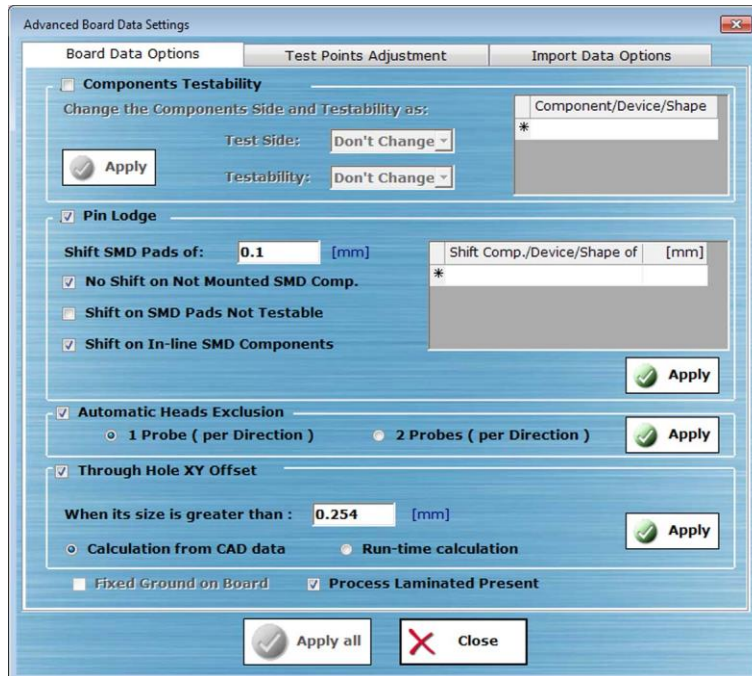 Advanced Board Data Settings
Board Data Options Test Points Adjustment Import Data Options
Components Testability
Change the Components Side and Testability as:
Component/Device/Shape
*
Test Side: Don't Change
Apply
Testability: Don't Change
Pin Lodge
Shift SMD Pads of: 0.1 [mm]
Shift Comp./Device/Shape of [mm]
*
No Shift on Not Mounted SMD Comp.
Shift on SMD Pads Not Testable
Shift on In-line SMD Components
Apply
Automatic Heads Exclusion
1 Probe ( per Direction ) 2 Probes ( per Direction ) Apply
Through Hole XY Offset
When its size is greater than : 0.254 [mm]
Apply
Calculation from CAD data Run-time calculation
Fixed Ground on Board Process Laminated Present
Apply all Close